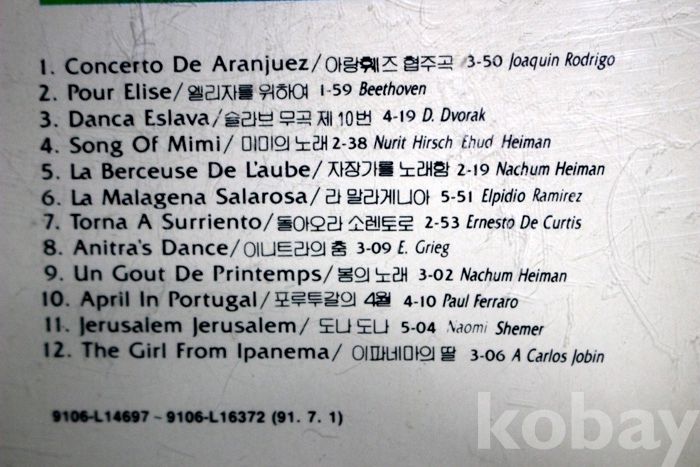 1. Concerto De Aranjuez/아랑훼즈 협주곡 3-50 Joaquin Rodrigo
2. Pour Elise/엘리자를 위하여 1-59 Beethoven
3. Danca Eslava/슬라브 무곡 제 10번 4-19 D. Dvorak
4. Song Of Mimi/미미의 노래 2-38 Nurit Hirsch Ehud Heiman
5. La Berceuse De L'aube/자장가를 노래함 2-19 Nachum Heiman
6. La Malagena Salarosa/라 말라게니아 5-51 Elpidio Ramirez
7. Torna A Surriento/돌아오라 소렌토로 2-53 Ernesto De Curtis
8. Anitra's Dance/이니트라의 춤 3-09 E. Grieg
9. Un Gout De Printemps/봄의 노래 3-02 Nachum Heiman
10. April In Portugal/포루투갈의 4월 4-10 Paul Ferraro
11. Jerusalem Jerusalem/ 도나 도나 5-04 Naomi Shemer
12. The Girl From Ipanema/ 이파네마의 딸 3-06 A Carlos Jobin
9106-L14697 ~ 9106-L16372 (91. 7. 1)
kobay